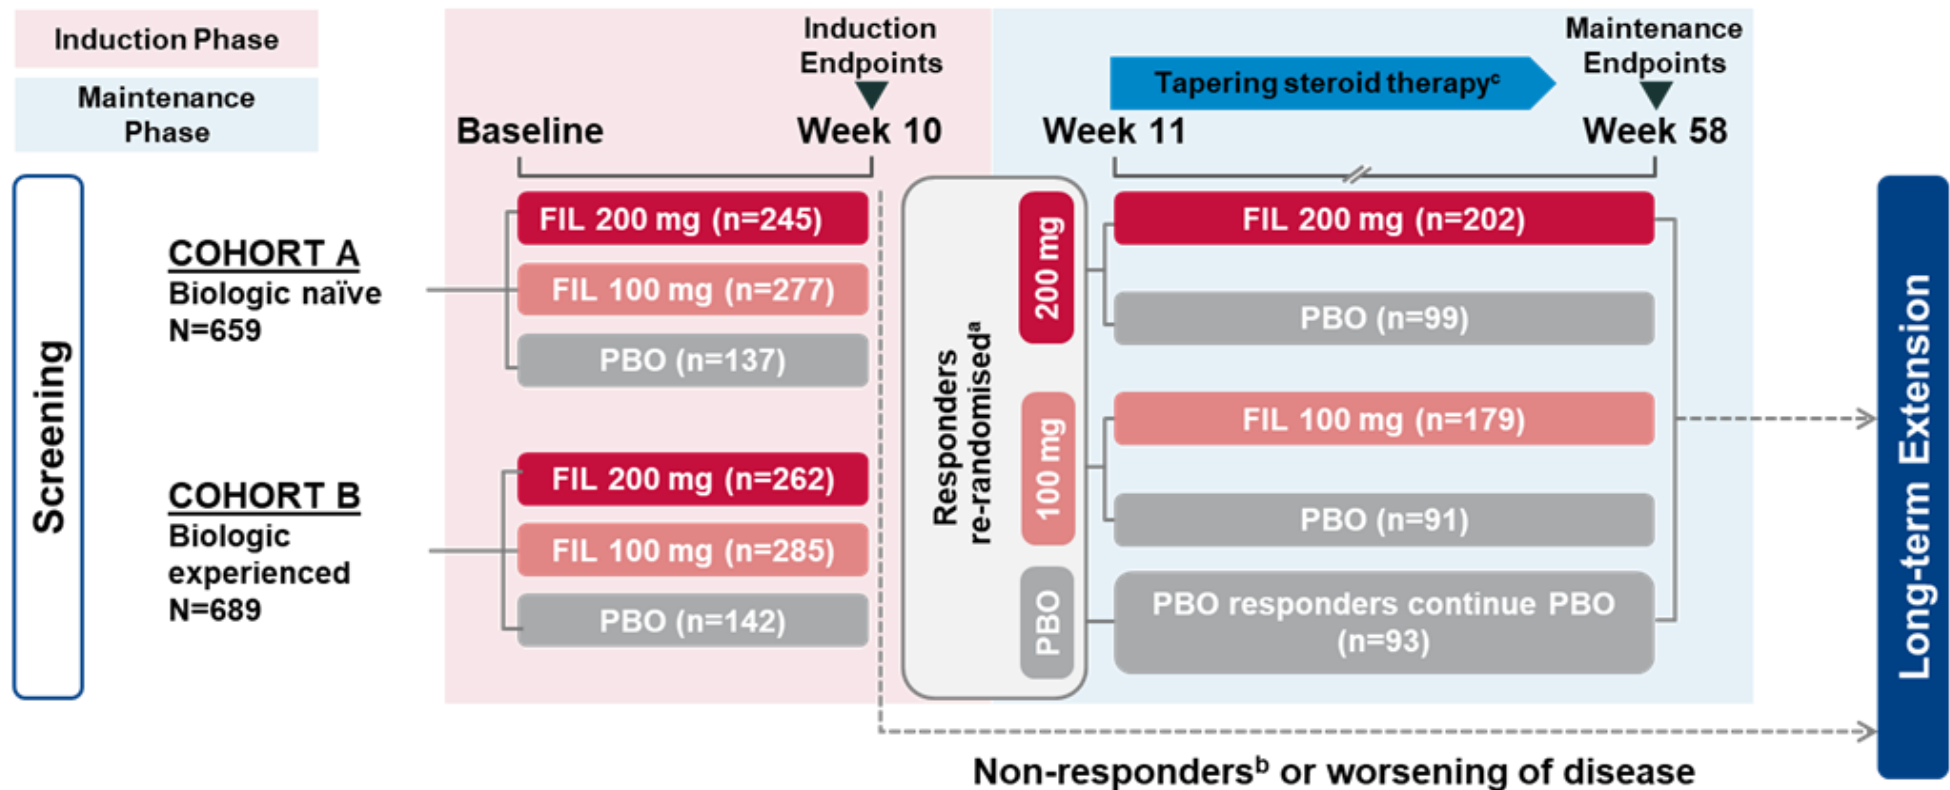 Induction Phase
Maintenance
Phase
Screening
COHORT A
Biologic naïve
N=659
COHORT B
Biologic
experienced
N=689
Induction
Endpoints
Baseline
Week 10
FIL 200 mg (n=245)
FIL 100 mg (n=277)
PBO (n=137)
FIL 200 mg (n=262)
FIL 100 mg (n=285)
PBO (n=142)
Responders
re-randomisedᵃ
200 mg
100 mg
PBO
Tapering steroid therapyᶜ
Maintenance
Endpoints
Week 11
Week 58
FIL 200 mg (n=202)
PBO (n=99)
FIL 100 mg (n=179)
PBO (n=91)
PBO responders continue PBO
(n=93)
Long-term Extension
Non-respondersᵇ or worsening of disease